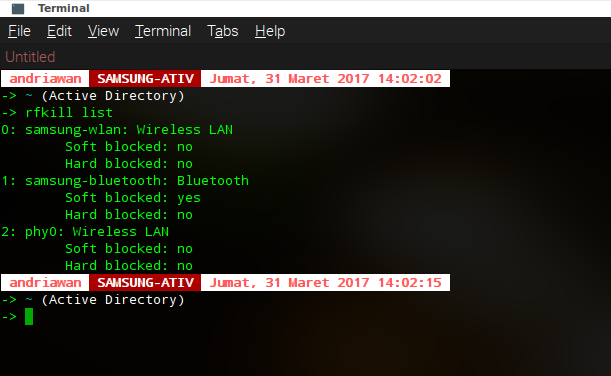 Terminal
File Edit View Terminal Tabs Help
Untitled
andriawan SAMSUNG-ATIV Jumat, 31 Maret 2017 14:02:02
-> ~ (Active Directory)
-> rfkill list
0: samsung-wlan: Wireless LAN
Soft blocked: no
Hard blocked: no
1: samsung-bluetooth: Bluetooth
Soft blocked: yes
Hard blocked: no
2: phy0: Wireless LAN
Soft blocked: no
Hard blocked: no
andriawan SAMSUNG-ATIV Jumat, 31 Maret 2017 14:02:15
-> ~ (Active Directory)
->